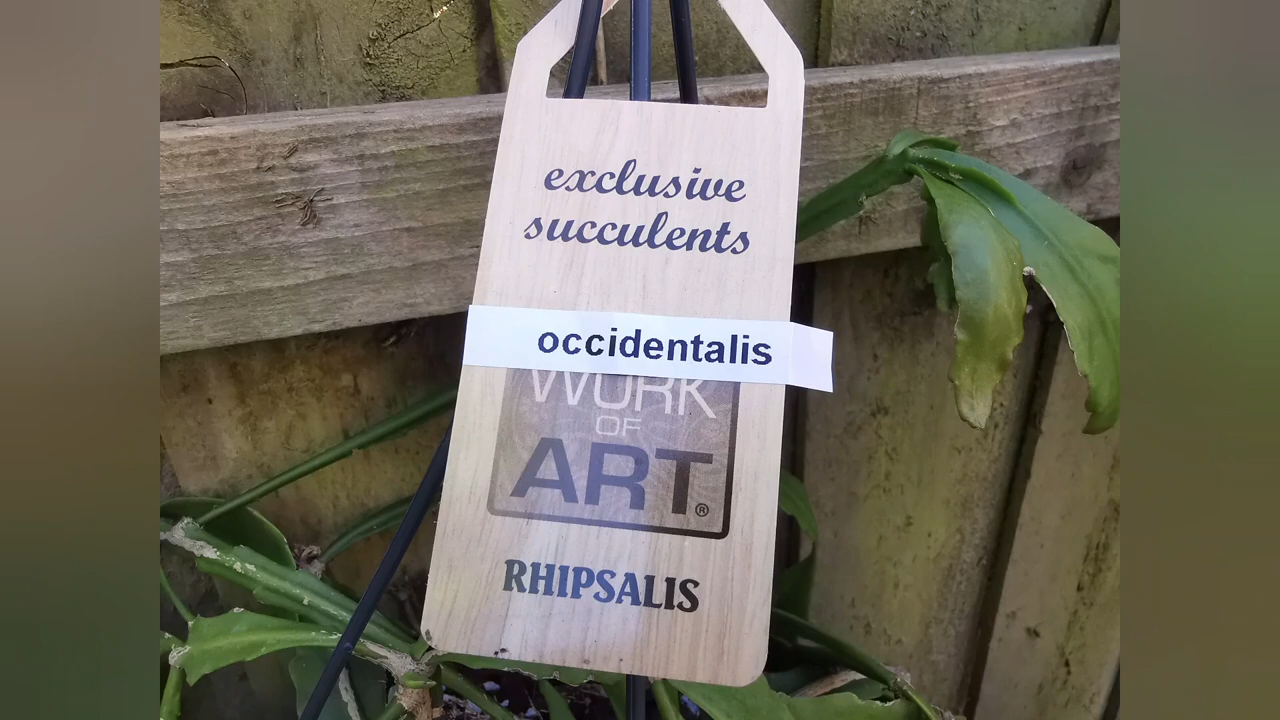 exclusive
succulents
occidentalis
WORK
OF
ART®
RHIPSALIS